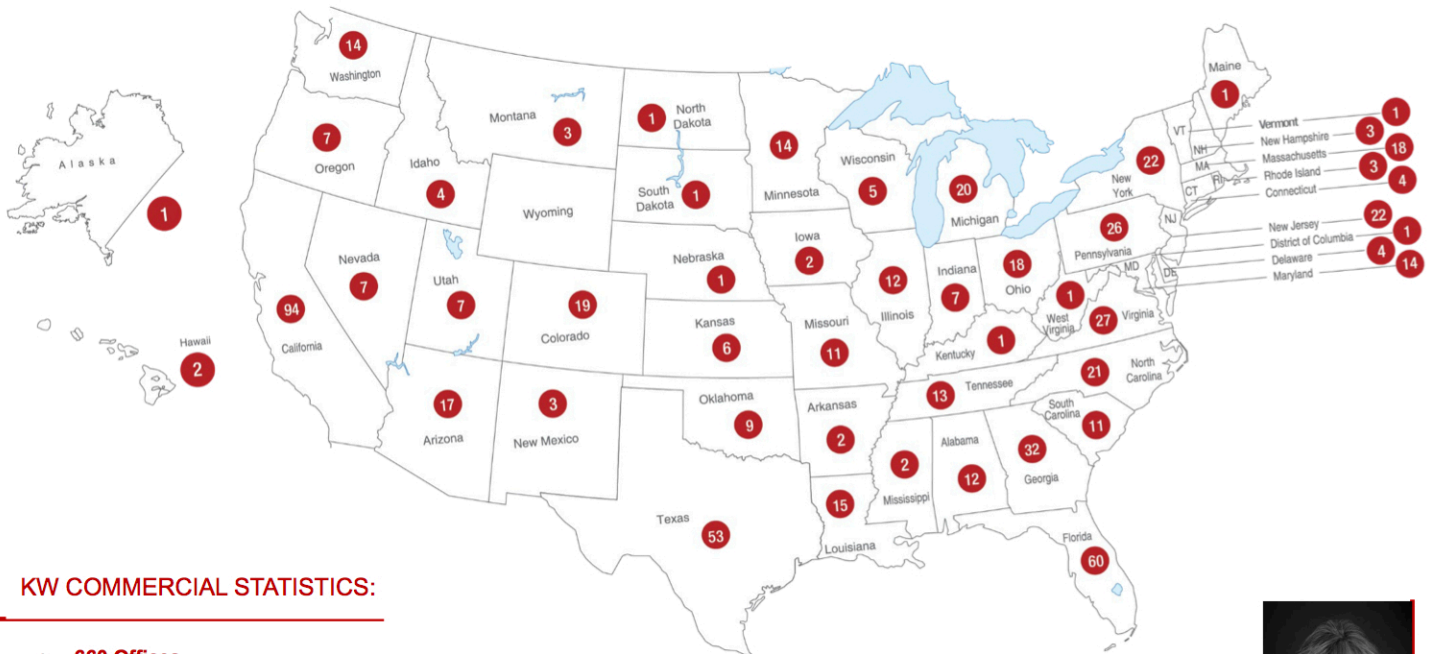 14
Washington
7
Oregon
Montana
3
Idaho
4
Wyoming
1
North
Dakota
South
Dakota
1
14
Minnesota
Wisconsin
5
20
Michigan
Maine
1
22
New
York
VT
NH
MA
RI
CT
NJ
MD
DE
Vermont
1
New Hampshire
3
Massachusetts
18
Rhode Island
3
Connecticut
4
New Jersey
22
District of Columbia
1
Delaware
4
Maryland
14
Alaska
1
Hawaii
2
Nevada
7
Utah
7
94
California
19
Colorado
Nebraska
1
Kansas
6
Iowa
2
Missouri
11
12
Illinois
Indiana
7
18
Ohio
26
Pennsylvania
1
West
Virginia
27
Virginia
Kentucky
1
13
Tennessee
21
North
Carolina
South
Carolina
11
17
Arizona
3
New Mexico
Oklahoma
9
Arkansas
2
2
Mississippi
Alabama
12
32
Georgia
15
Louisiana
Texas
53
Florida
60
KW COMMERCIAL STATISTICS: